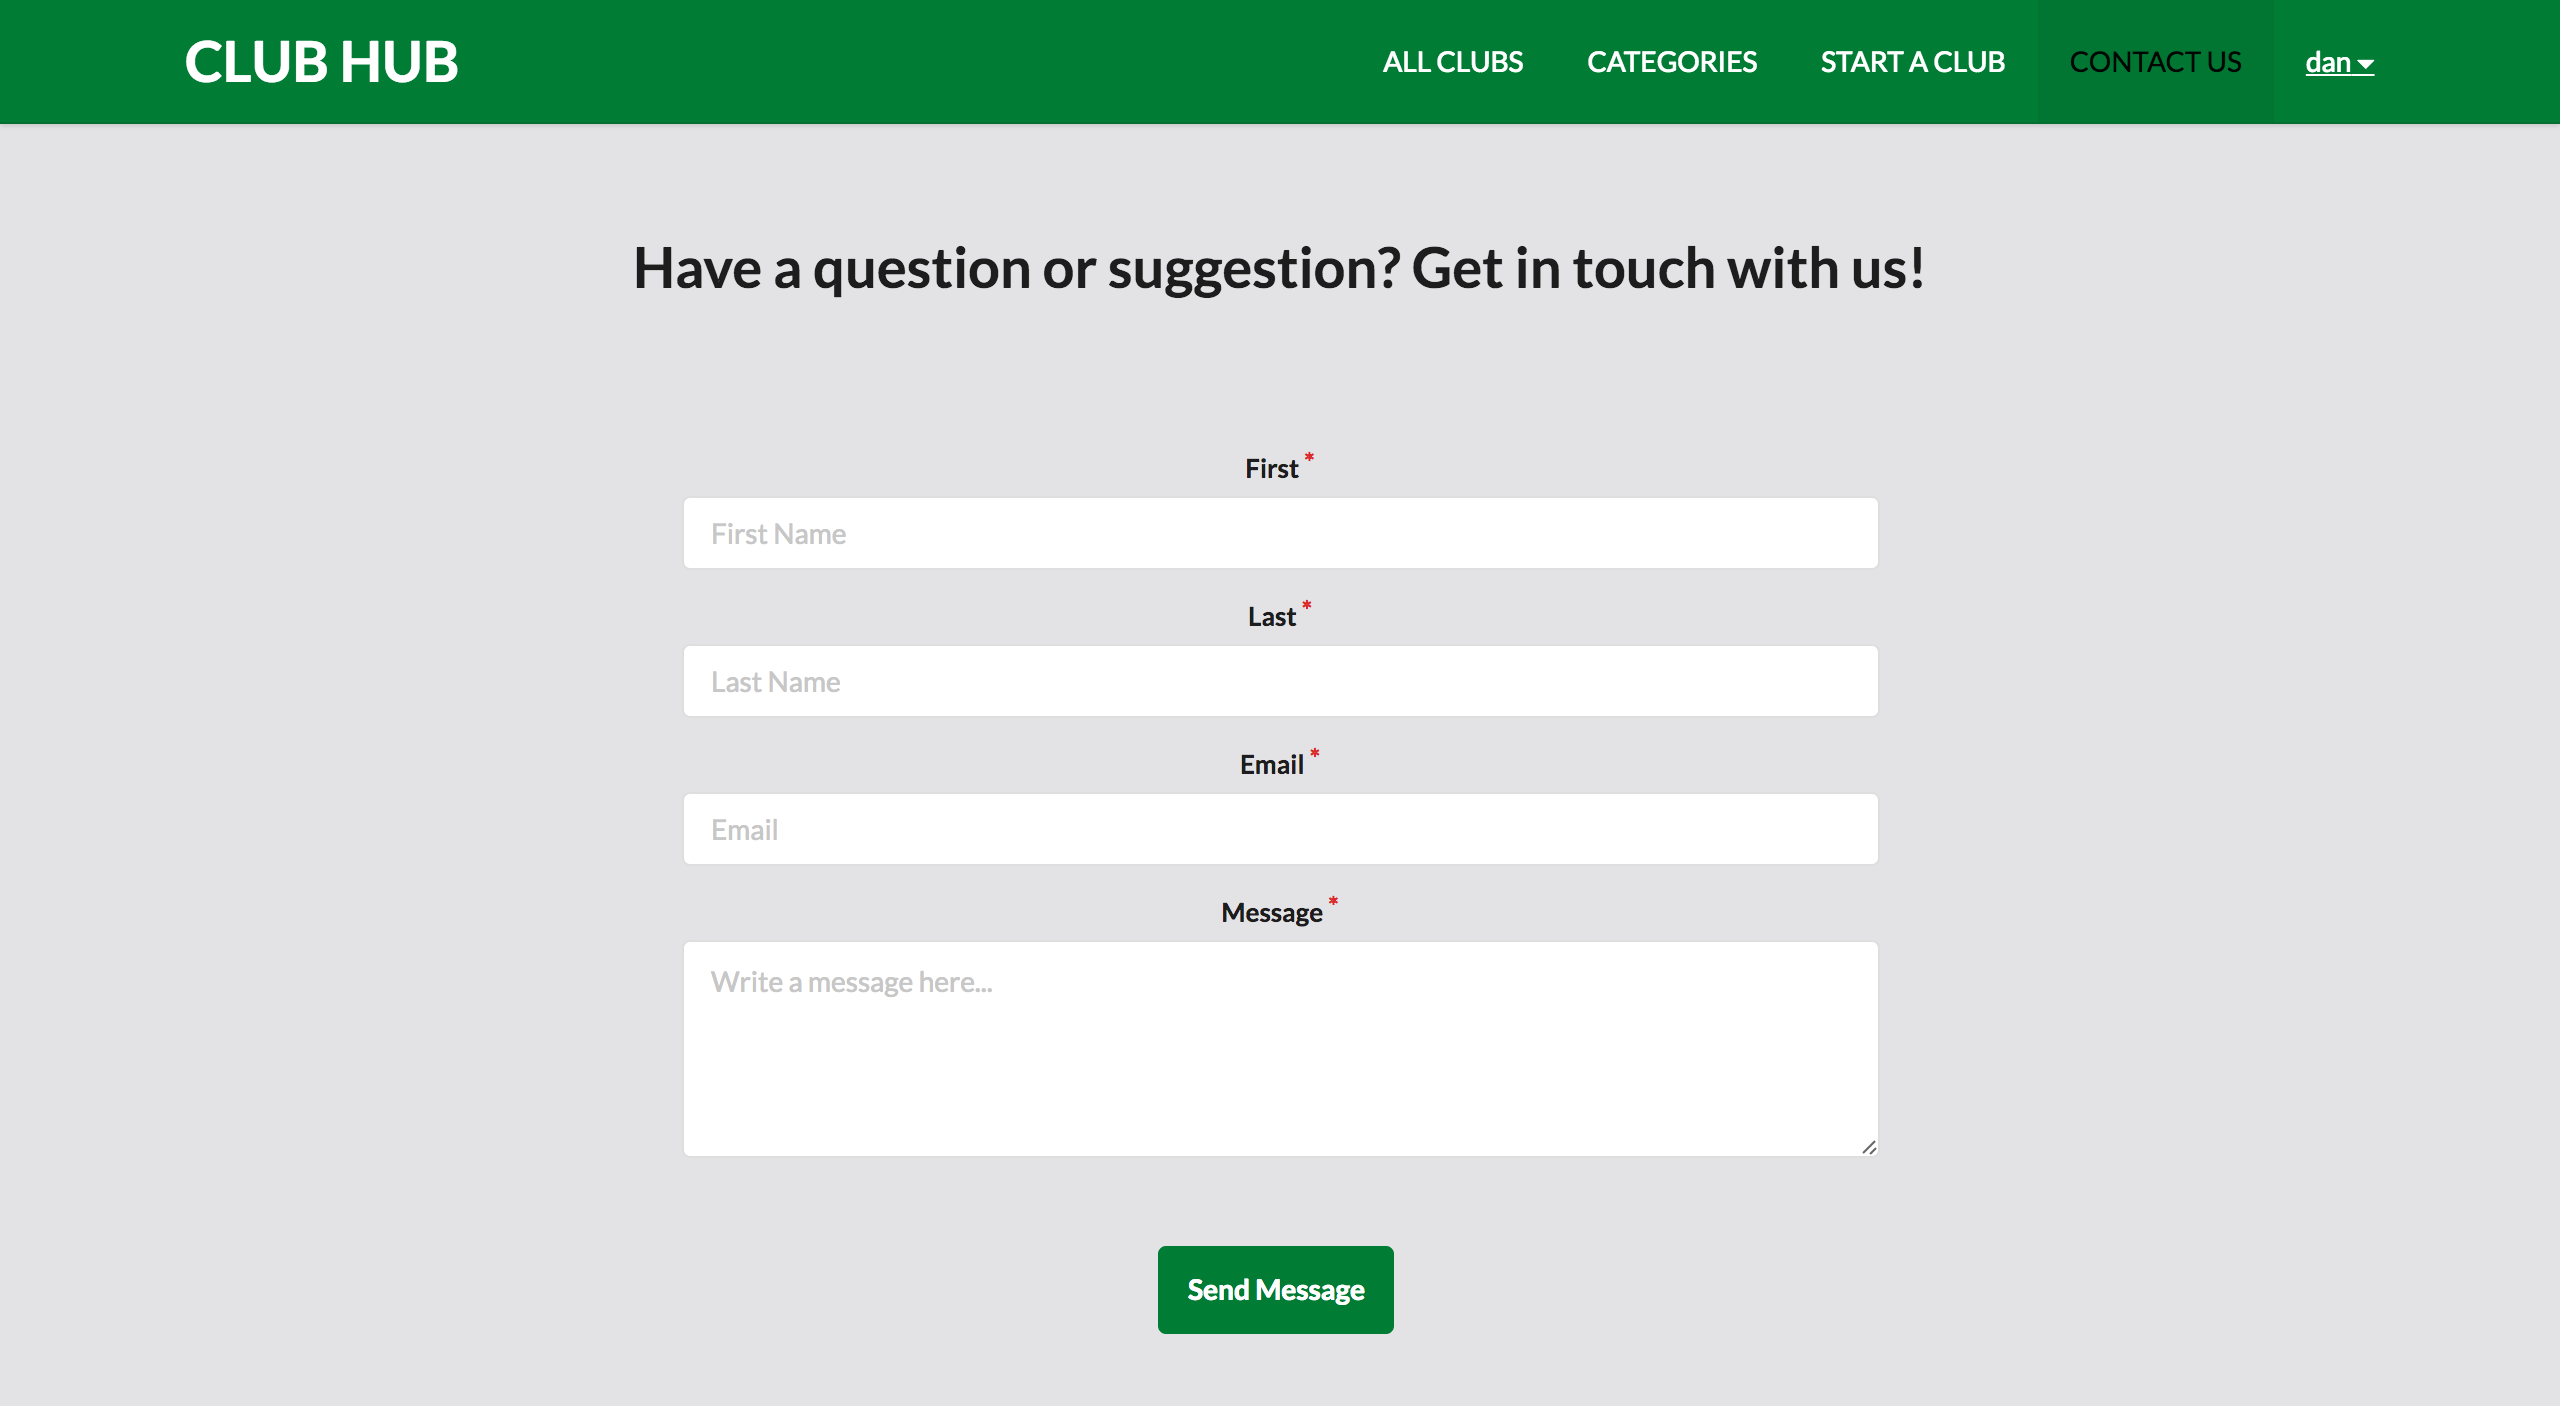 CLUB HUB
ALL CLUBS CATEGORIES START A CLUB CONTACT US dan
Have a question or suggestion? Get in touch with us!
First *
First Name
Last *
Last Name
Email *
Email
Message *
Write a message here...
Send Message